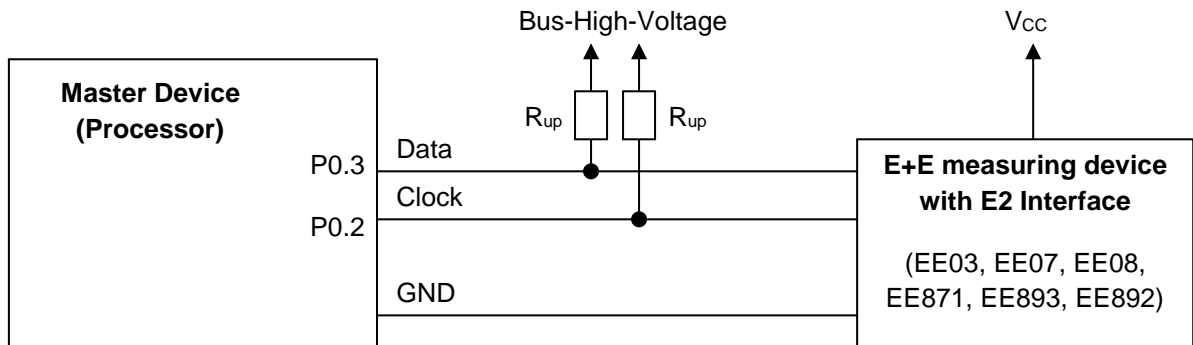 Bus-High-Voltage
VCC
Master Device
(Processor)
Rup
Rup
Data
P0.3
Clock
P0.2
GND
E+E measuring device
with E2 Interface
(EE03, EE07, EE08,
EE871, EE893, EE892)